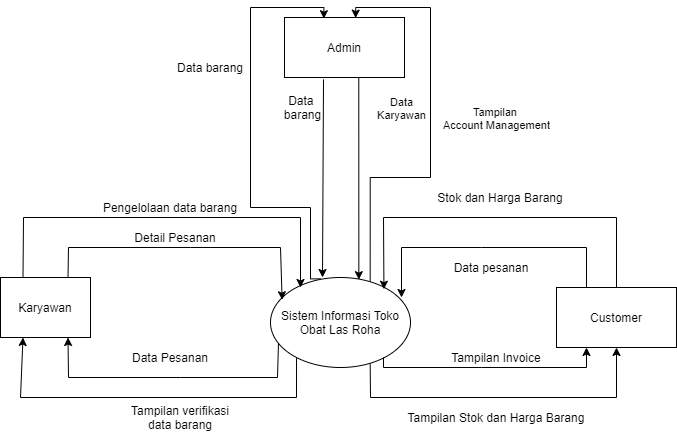 Admin
Data barang
Data
barang
Data
Karyawan
Tampilan
Account Management
Pengelolaan data barang
Stok dan Harga Barang
Detail Pesanan
Data pesanan
Karyawan
Sistem Informasi Toko
Obat Las Roha
Customer
Data Pesanan
Tampilan Invoice
Tampilan verifikasi
data barang
Tampilan Stok dan Harga Barang